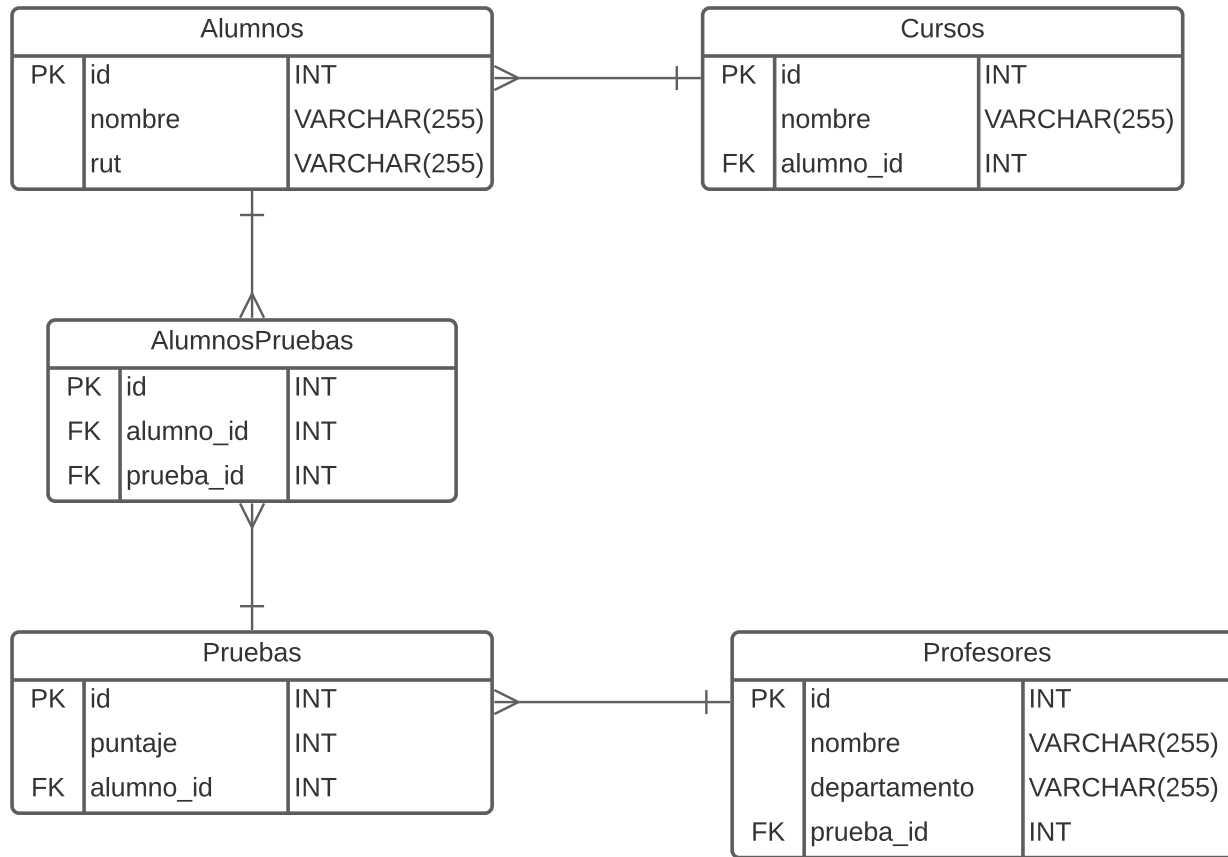 Alumnos
PK id INT
nombre VARCHAR(255)
rut VARCHAR(255)
Cursos
PK id INT
nombre VARCHAR(255)
FK alumno_id INT
AlumnosPruebas
PK id INT
FK alumno_id INT
FK prueba_id INT
Pruebas
PK id INT
puntaje INT
FK alumno_id INT
Profesores
PK id INT
nombre VARCHAR(255)
departamento VARCHAR(255)
FK prueba_id INT